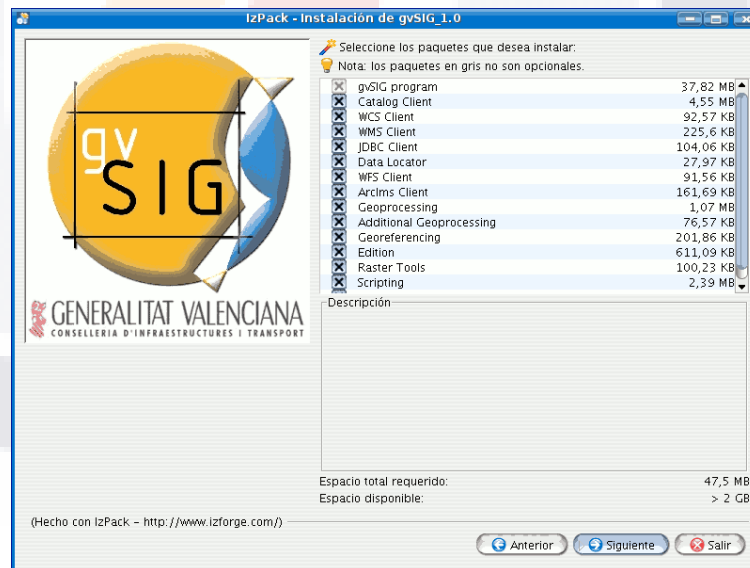 IzPack - Instalación de gvSIG_1.0
Seleccione los paquetes que desea instalar:
Nota: los paquetes en gris no son opcionales.
gvSIG program 37,82 MB
Catalog Client 4,55 MB
WCS Client 92,57 KB
WMS Client 225,6 KB
JDBC Client 104,06 KB
Data Locator 27,97 KB
WFS Client 91,56 KB
ArcIms Client 161,69 KB
Geoprocessing 1,07 MB
Additional Geoprocessing 76,57 KB
Georeferencing 201,86 KB
Edition 611,09 KB
Raster Tools 100,23 KB
Scripting 2,39 MB
gv
SIG
GENERALITAT VALENCIANA
CONSELLERIA D'INFRAESTRUCTURES I TRANSPORT
Descripción
Espacio total requerido: 47,5 MB
Espacio disponible: > 2 GB
(Hecho con IzPack - http://www.izforge.com/)
Anterior Siguiente Salir